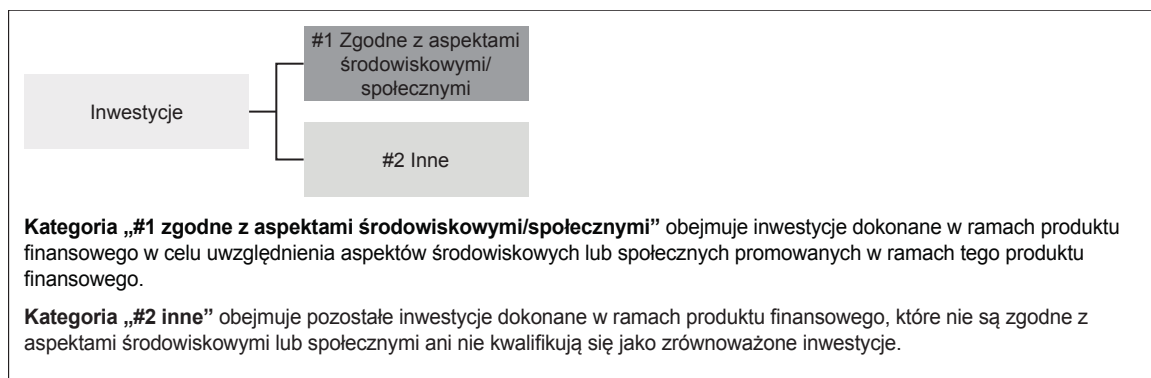 #1 Zgodne z aspektami
środowiskowymi/
społecznymi
Inwestycje
#2 Inne
Kategoria „#1 zgodne z aspektami środowiskowymi/społecznymi” obejmuje inwestycje dokonane w ramach produktu
finansowego w celu uwzględnienia aspektów środowiskowych lub społecznych promowanych w ramach tego produktu
finansowego.
Kategoria „#2 inne” obejmuje pozostałe inwestycje dokonane w ramach produktu finansowego, które nie są zgodne z
aspektami środowiskowymi lub społecznymi ani nie kwalifikują się jako zrównoważone inwestycje.